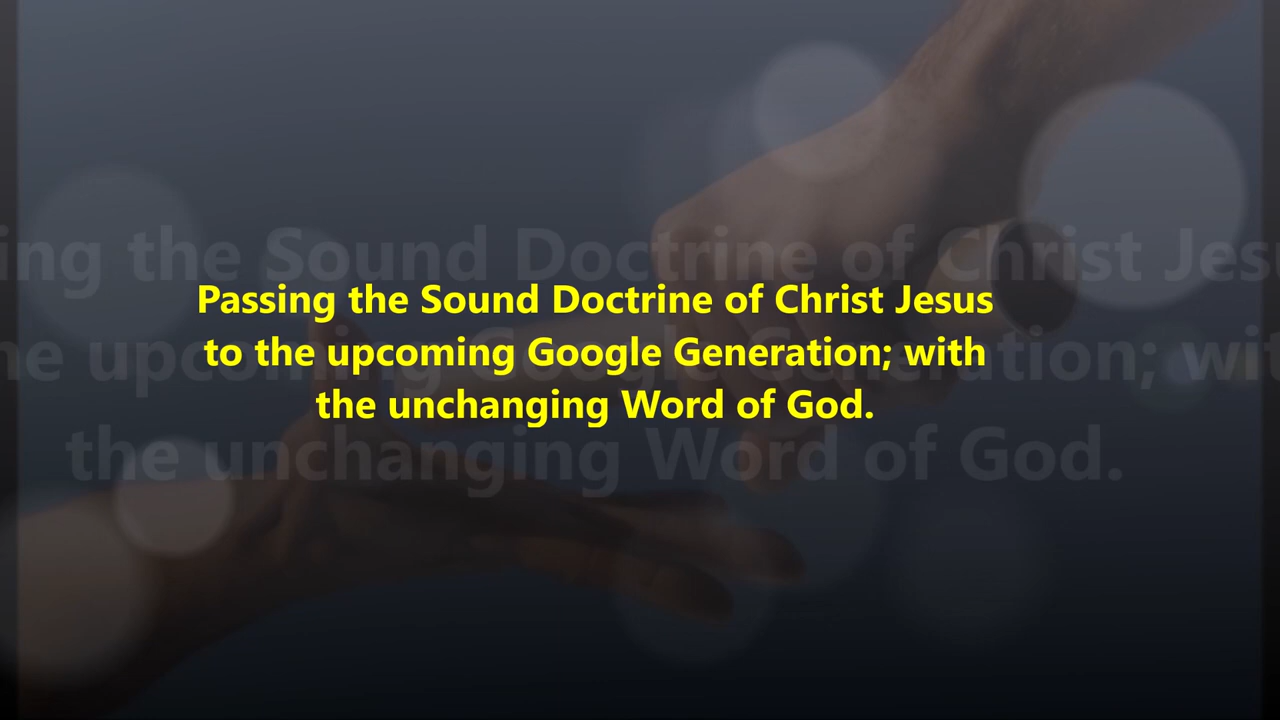 Passing the Sound Doctrine of Christ Jesus
to the upcoming Google Generation; with
the unchanging Word of God.